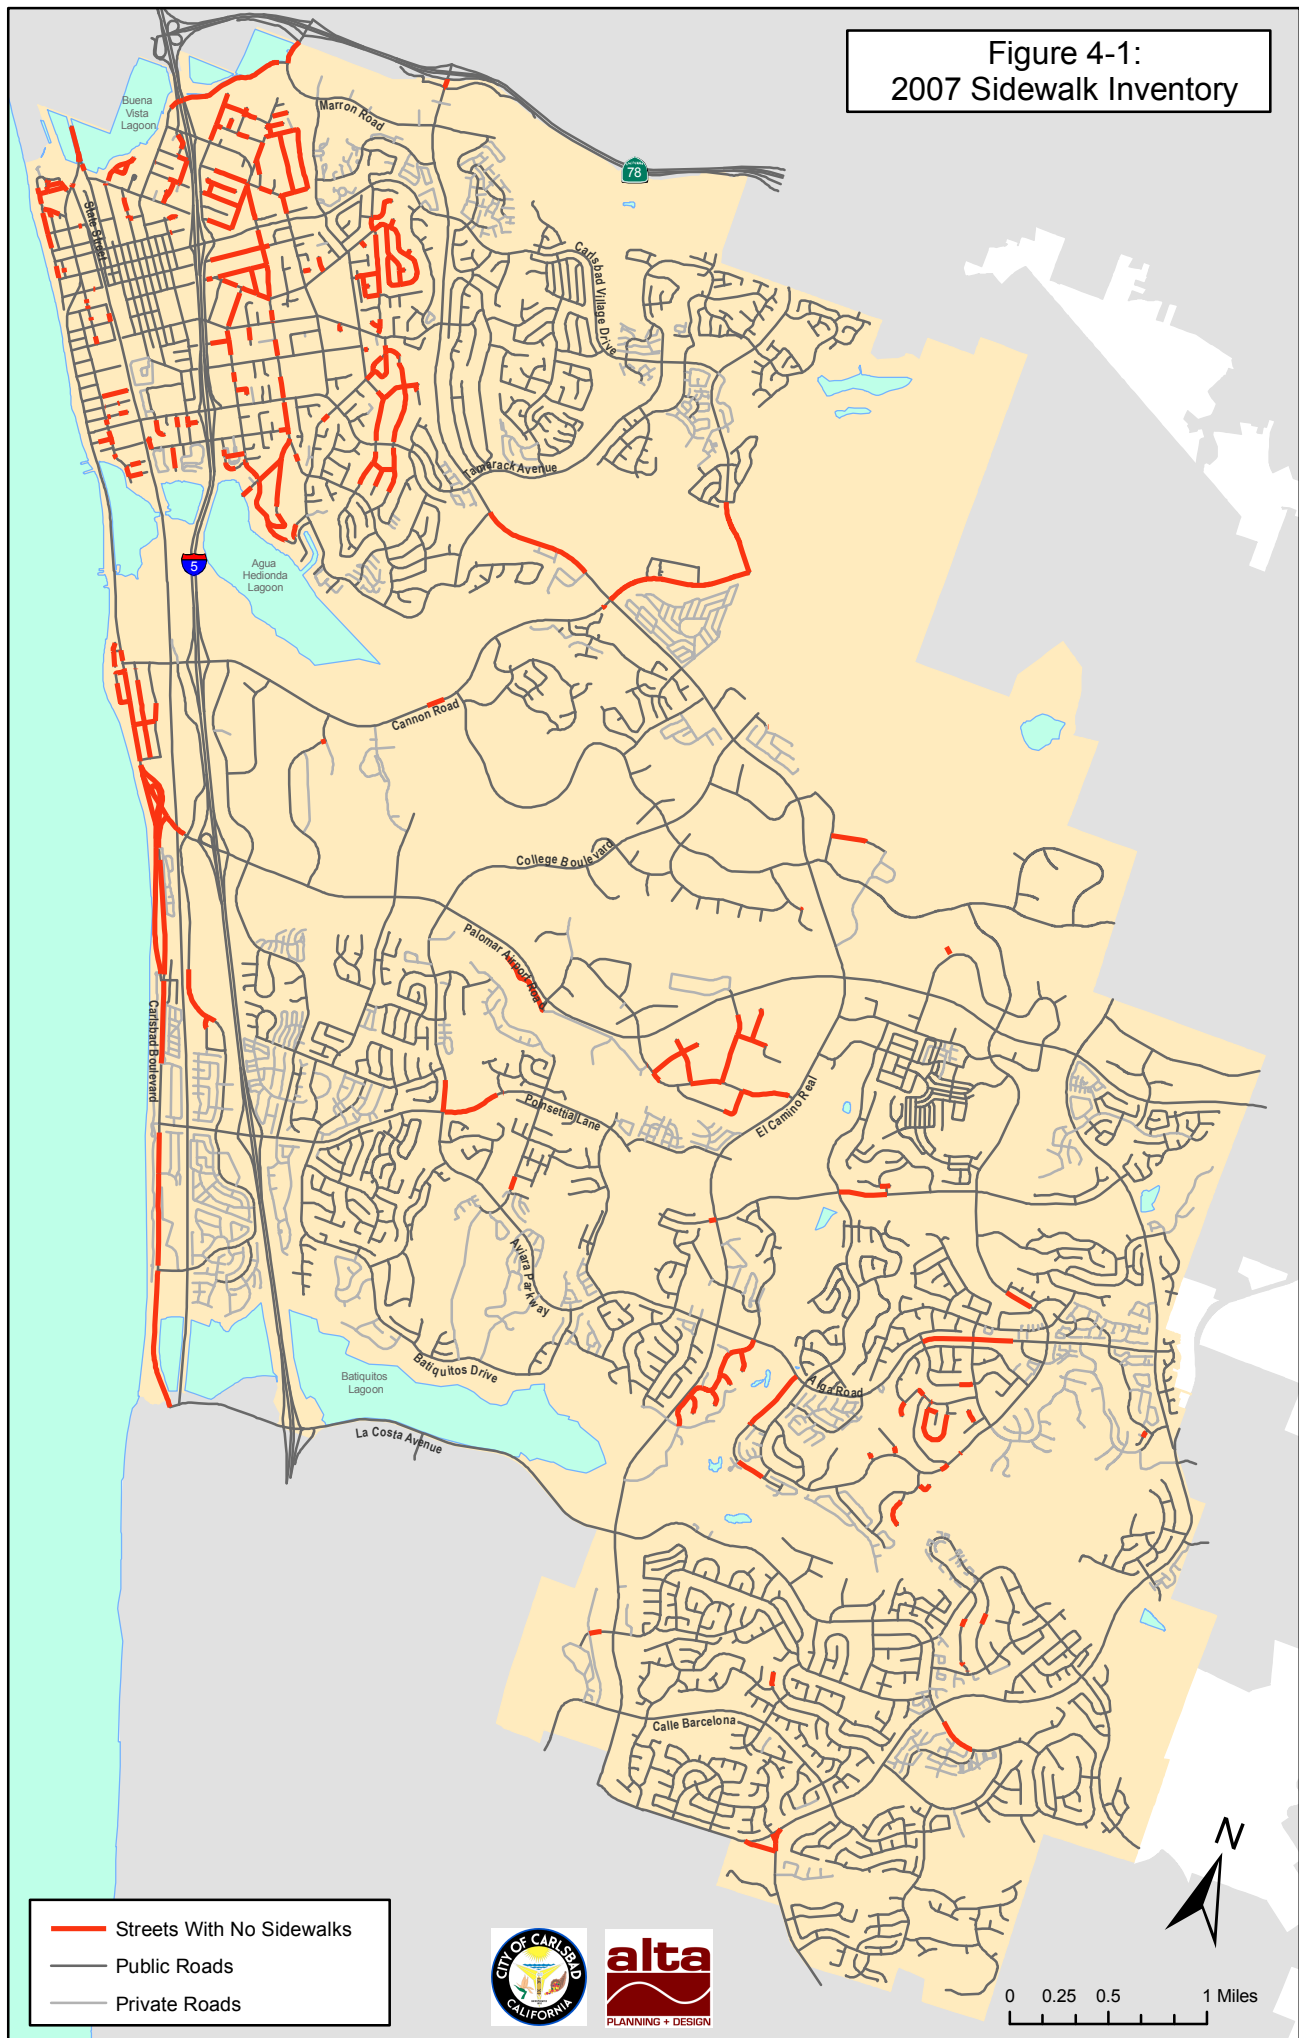 Figure 4-1:
2007 Sidewalk Inventory
Buena
Vista
Lagoon
Marron Road
78
State Street
Carlsbad Village Drive
Tamarack Avenue
5
Agua
Hedionda
Lagoon
Cannon Road
College Boulevard
Palomar Airport Road
Carlsbad Boulevard
Poinsettia Lane
El Camino Real
Aviara Parkway
Batiquitos Drive
Batiquitos
Lagoon
Alga Road
La Costa Avenue
Calle Barcelona
N
Streets With No Sidewalks
Public Roads
Private Roads
CITY OF CARLSBAD
CALIFORNIA
alta
PLANNING + DESIGN
0 0.25 0.5 1 Miles